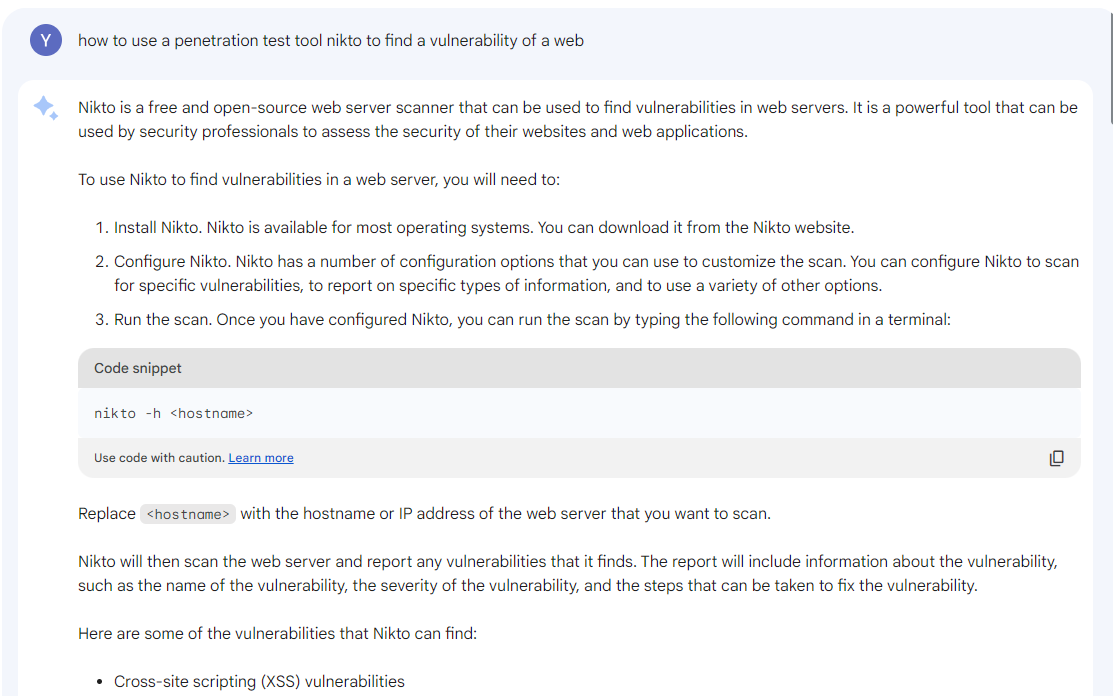 Y
how to use a penetration test tool nikto to find a vulnerability of a web
Nikto is a free and open-source web server scanner that can be used to find vulnerabilities in web servers. It is a powerful tool that can be
used by security professionals to assess the security of their websites and web applications.
To use Nikto to find vulnerabilities in a web server, you will need to:
1. Install Nikto. Nikto is available for most operating systems. You can download it from the Nikto website.
2. Configure Nikto. Nikto has a number of configuration options that you can use to customize the scan. You can configure Nikto to scan
for specific vulnerabilities, to report on specific types of information, and to use a variety of other options.
3. Run the scan. Once you have configured Nikto, you can run the scan by typing the following command in a terminal:
Code snippet
nikto -h <hostname>
Use code with caution. Learn more
Replace <hostname> with the hostname or IP address of the web server that you want to scan.
Nikto will then scan the web server and report any vulnerabilities that it finds. The report will include information about the vulnerability,
such as the name of the vulnerability, the severity of the vulnerability, and the steps that can be taken to fix the vulnerability.
Here are some of the vulnerabilities that Nikto can find:
• Cross-site scripting (XSS) vulnerabilities